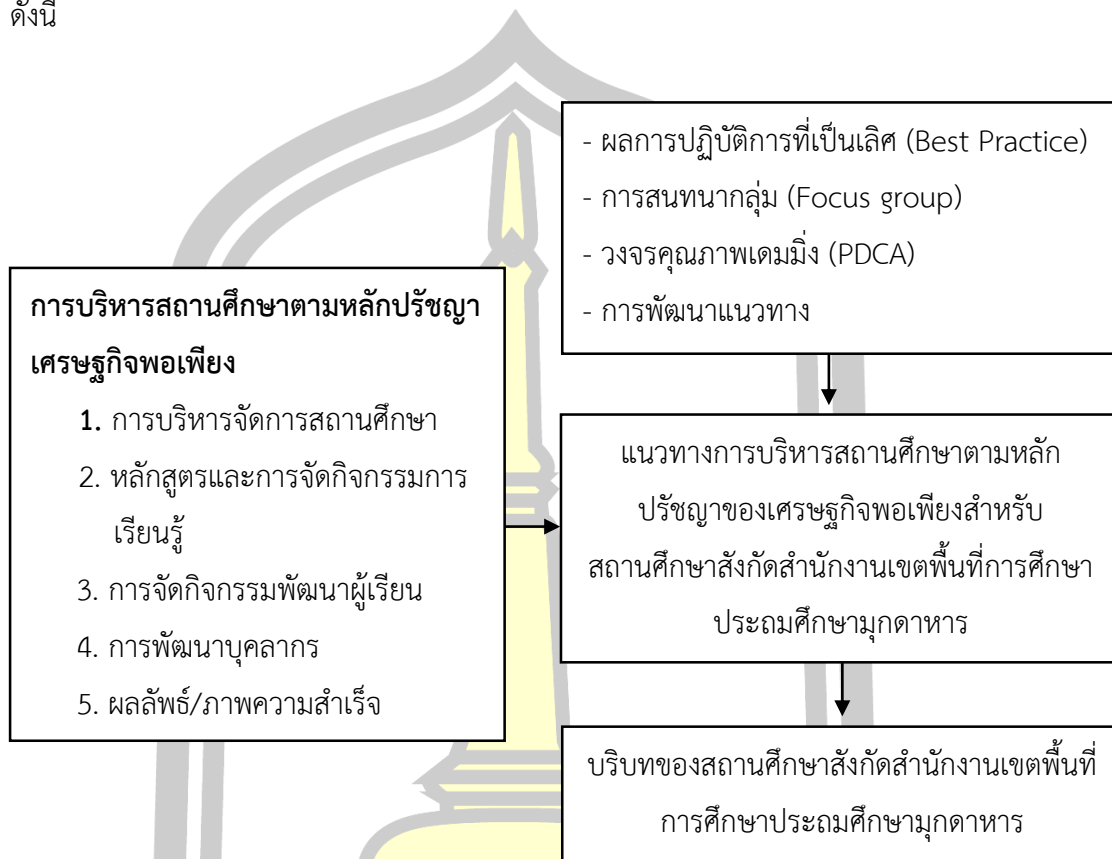 ดังนี้
- ผลการปฏิบัติการที่เป็นเลิศ (Best Practice)
- การสนทนากลุ่ม (Focus group)
- วงจรคุณภาพเดมมิ่ง (PDCA)
- การพัฒนาแนวทาง
การบริหารสถานศึกษาตามหลักปรัชญา
เศรษฐกิจพอเพียง
1. การบริหารจัดการสถานศึกษา
2. หลักสูตรและการจัดกิจกรรมการ
เรียนรู้
3. การจัดกิจกรรมพัฒนาผู้เรียน
4. การพัฒนาบุคลากร
5. ผลลัพธ์/ภาพความสำเร็จ
แนวทางการบริหารสถานศึกษาตามหลัก
ปรัชญาของเศรษฐกิจพอเพียงสำหรับ
สถานศึกษาสังกัดสำนักงานเขตพื้นที่การศึกษา
ประถมศึกษามุกดาหาร
บริบทของสถานศึกษาสังกัดสำนักงานเขตพื้นที่
การศึกษาประถมศึกษามุกดาหาร